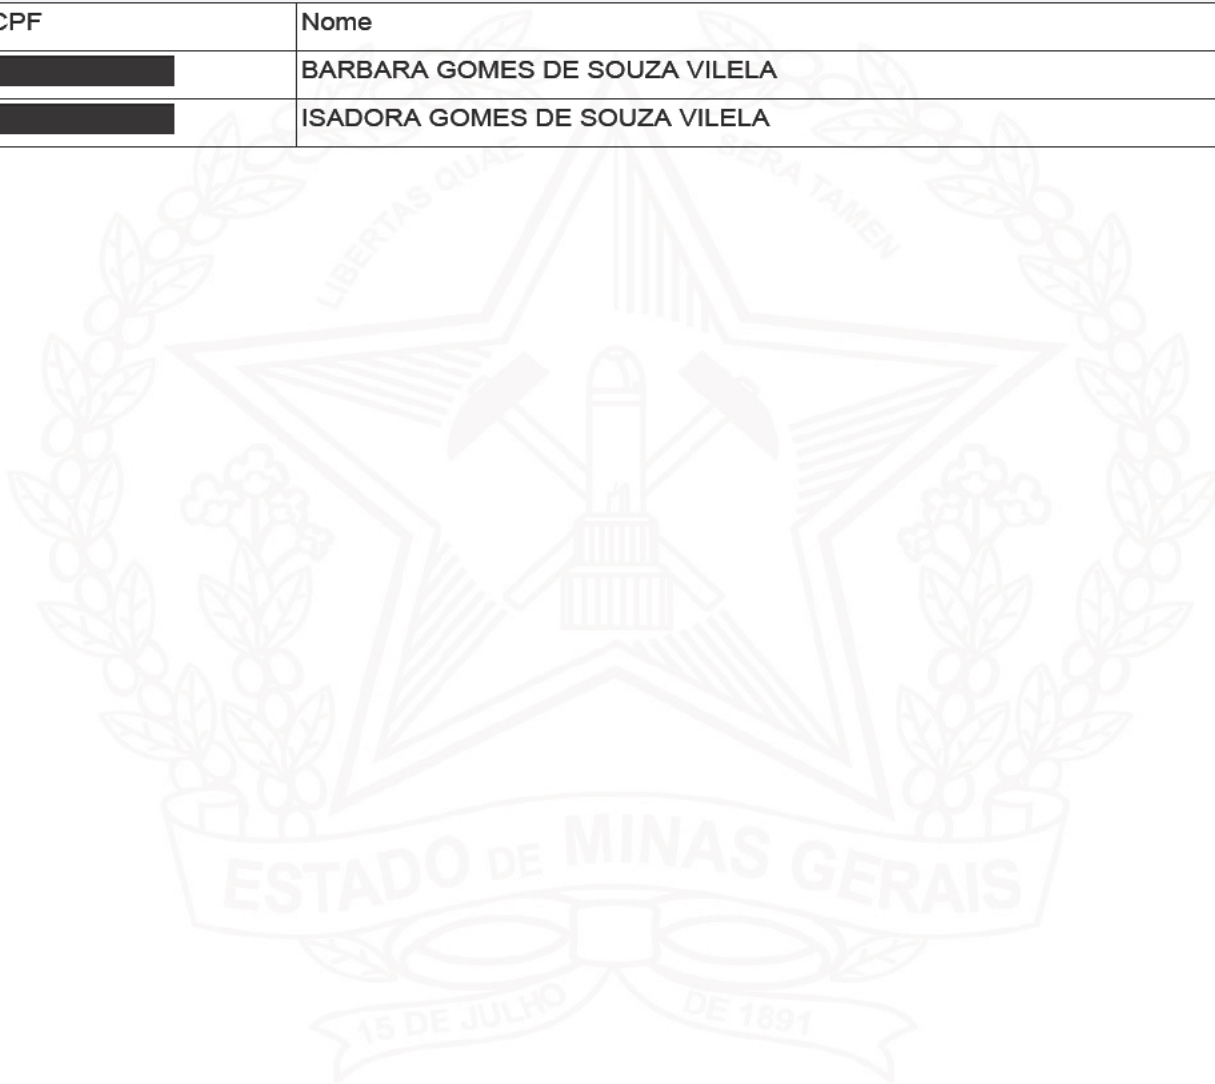 CPF Nome
BARBARA GOMES DE SOUZA VILELA
ISADORA GOMES DE SOUZA VILELA
LIBERTAS QUAE SERA TAMEN
ESTADO DE MINAS GERAIS
15 DE JULHO DE 1891